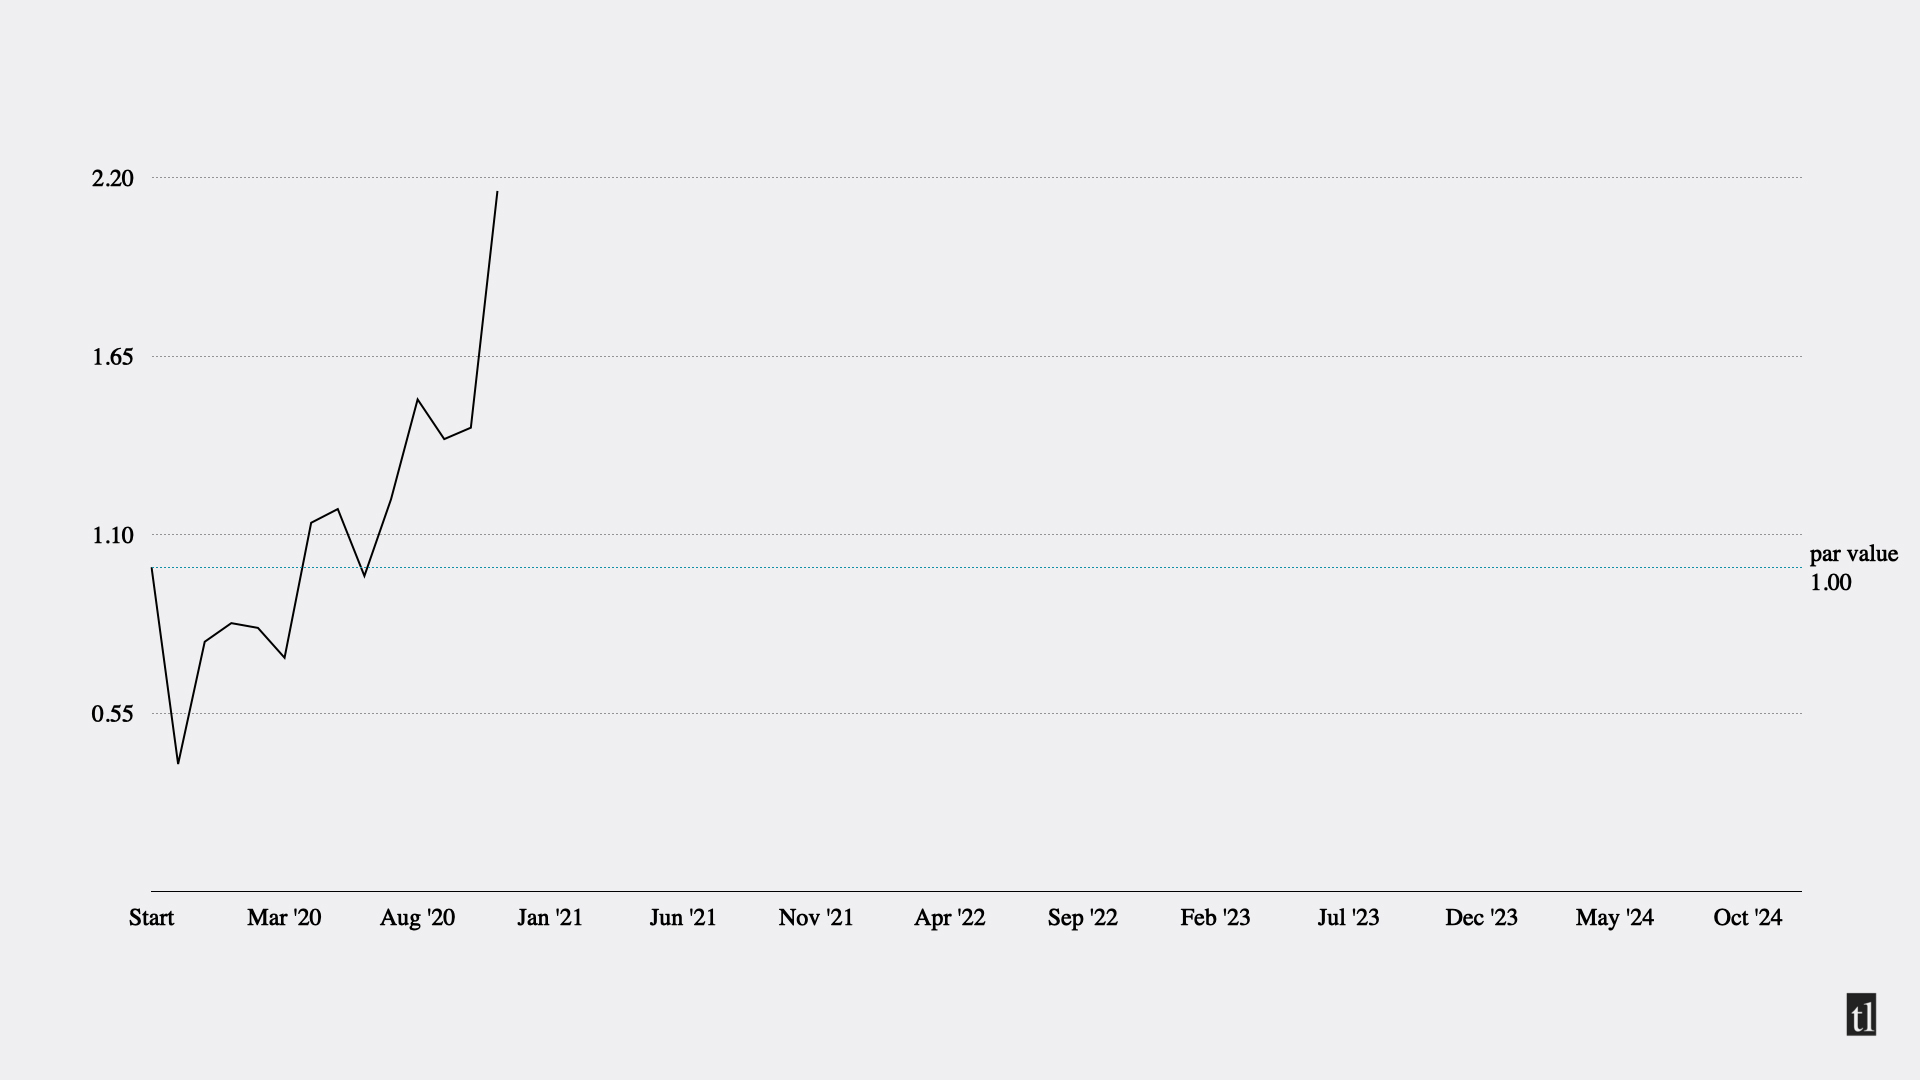 2.20
1.65
1.10
par value
1.00
0.55
Start Mar '20 Aug '20 Jan '21 Jun '21 Nov '21 Apr '22 Sep '22 Feb '23 Jul '23 Dec '23 May '24 Oct '24
tl